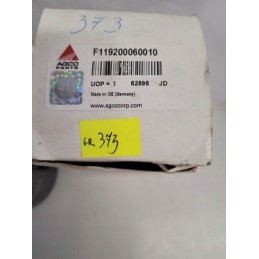 373
AGCO
PARTS
F119200060010
UOP = 1 62898 -JD
Made in: DE (Germany)
www.agcocorp.com
GR 373